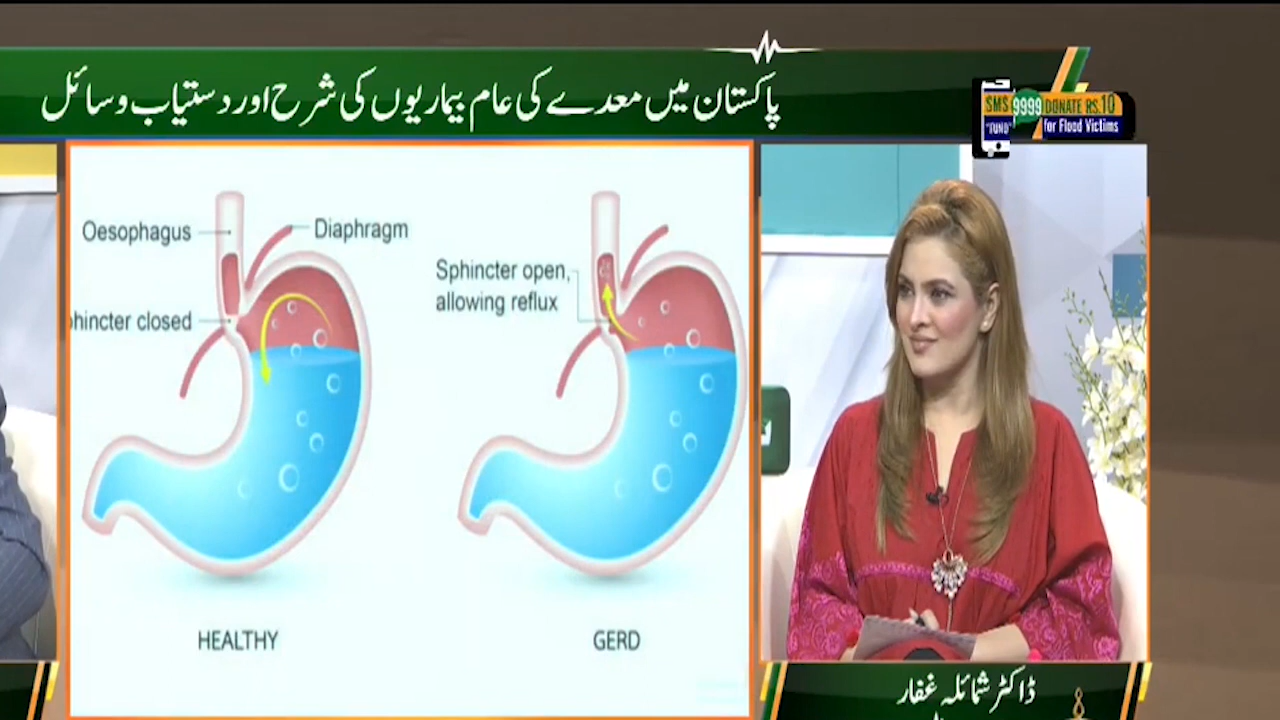 پاکستان میں معدے کی عام بیماریوں کی شرح اور دستیاب وسائل
SMS
"FUND"
9999
DONATE RS.10
for Flood Victims
Oesophagus
Diaphragm
phincter closed
HEALTHY
Sphincter open,
allowing reflux
GERD
ڈاکٹر شمائلہ غفار